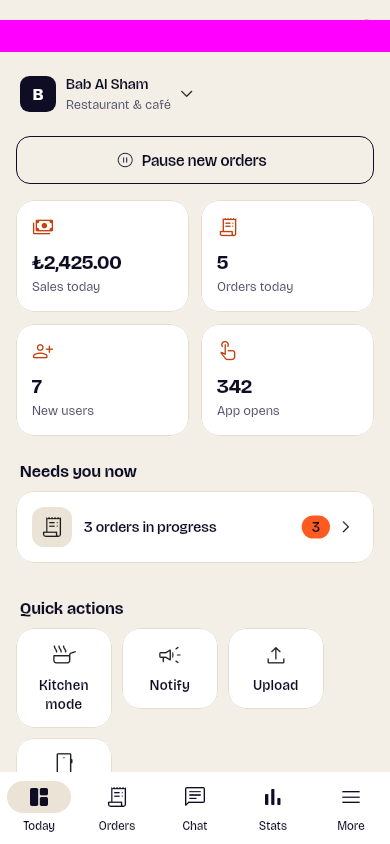 B
Bab Al Sham
Restaurant & café
Pause new orders
₺2,425.00
Sales today
5
Orders today
7
New users
342
App opens
Needs you now
3 orders in progress
3
Quick actions
Kitchen
mode
Notify
Upload
Today
Orders
Chat
Stats
More